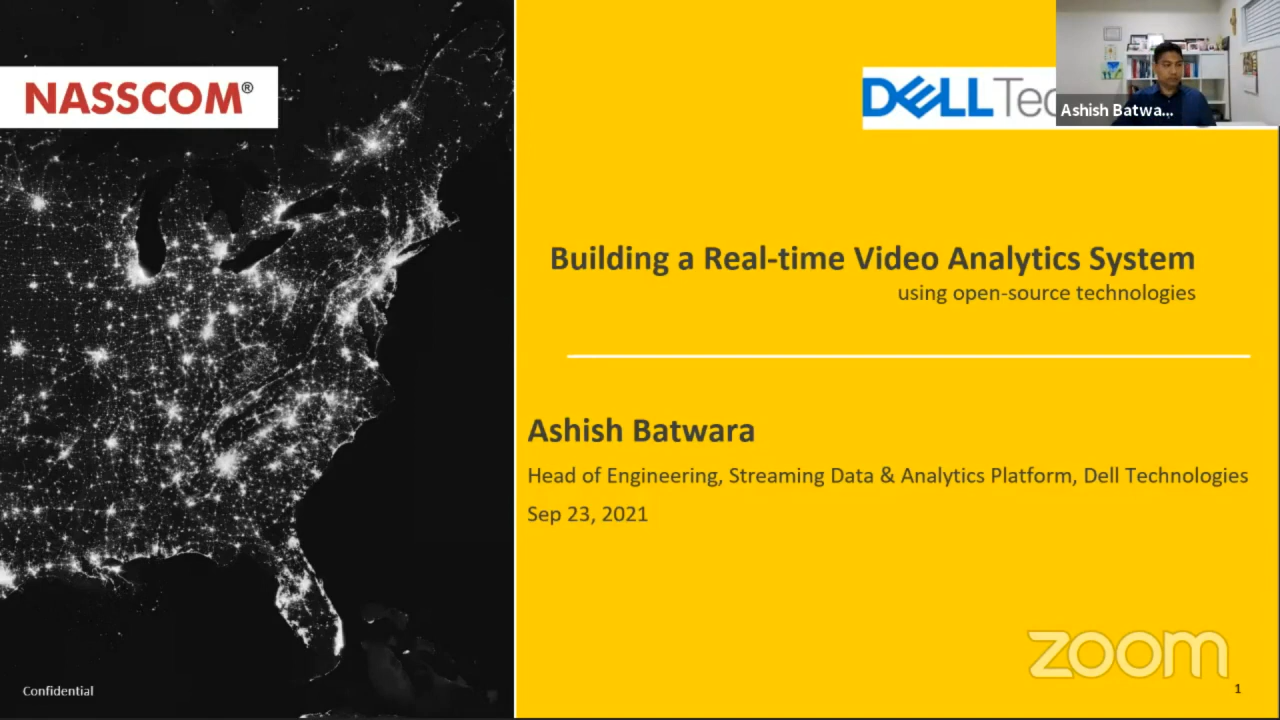 NASSCOM®
DELL Tec
Ashish Batwa...
Building a Real-time Video Analytics System
using open-source technologies
Ashish Batwara
Head of Engineering, Streaming Data & Analytics Platform, Dell Technologies
Sep 23, 2021
zoom
Confidential
1